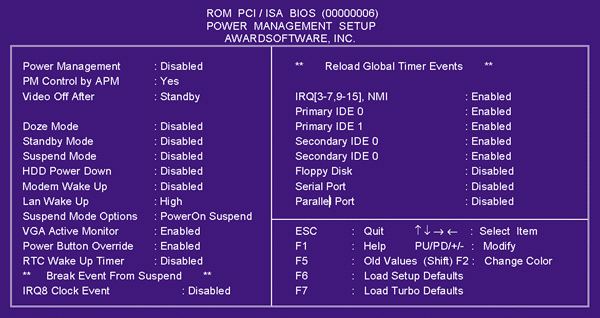 ROM PCI / ISA BIOS (00000006)
POWER MANAGEMENT SETUP
AWARDSOFTWARE, INC.
Power Management : Disabled
PM Control by APM : Yes
Video Off After : Standby
Doze Mode : Disabled
Standby Mode : Disabled
Suspend Mode : Disabled
HDD Power Down : Disabled
Modem Wake Up : Disabled
Lan Wake Up : High
Suspend Mode Options : PowerOn Suspend
VGA Active Monitor : Enabled
Power Button Override : Enabled
RTC Wake Up Timer : Disabled
** Break Event From Suspend **
IRQ8 Clock Event : Disabled
** Reload Global Timer Events **
IRQ[3-7,9-15], NMI : Enabled
Primary IDE 0 : Enabled
Primary IDE 1 : Enabled
Secondary IDE 0 : Enabled
Secondary IDE 0 : Enabled
Floppy Disk : Disabled
Serial Port : Disabled
Parallel Port : Disabled
ESC : Quit ↑↓→← : Select Item
F1 : Help PU/PD/+/- : Modify
F5 : Old Values (Shift) F2 : Change Color
F6 : Load Setup Defaults
F7 : Load Turbo Defaults